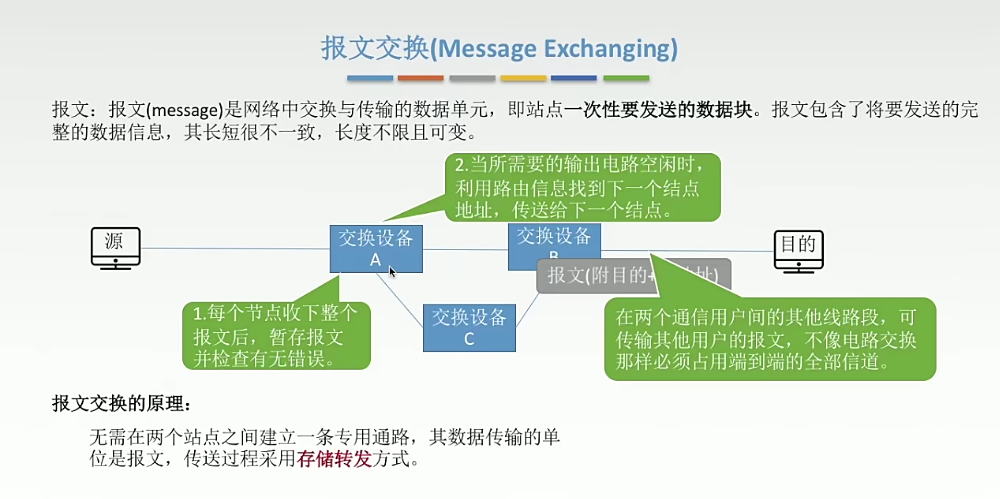 报文交换(Message Exchanging)
报文：报文(message)是网络中交换与传输的数据单元，即站点一次性要发送的数据块。报文包含了将要发送的完
整的数据信息，其长短很不一致，长度不限且可变。
2.当所需要的输出电路空闲时，
利用路由信息找到下一个结点
地址，传送给下一个结点。
源
交换设备
A
交换设备
B
目的
报文(附目的+
址)
1.每个节点收下整个
报文后，暂存报文
并检查有无错误。
交换设备
C
在两个通信用户间的其他线路段，可
传输其他用户的报文，不像电路交换
那样必须占用端到端的全部信道。
报文交换的原理：
无需在两个站点之间建立一条专用通路，其数据传输的单
位是报文，传送过程采用存储转发方式。